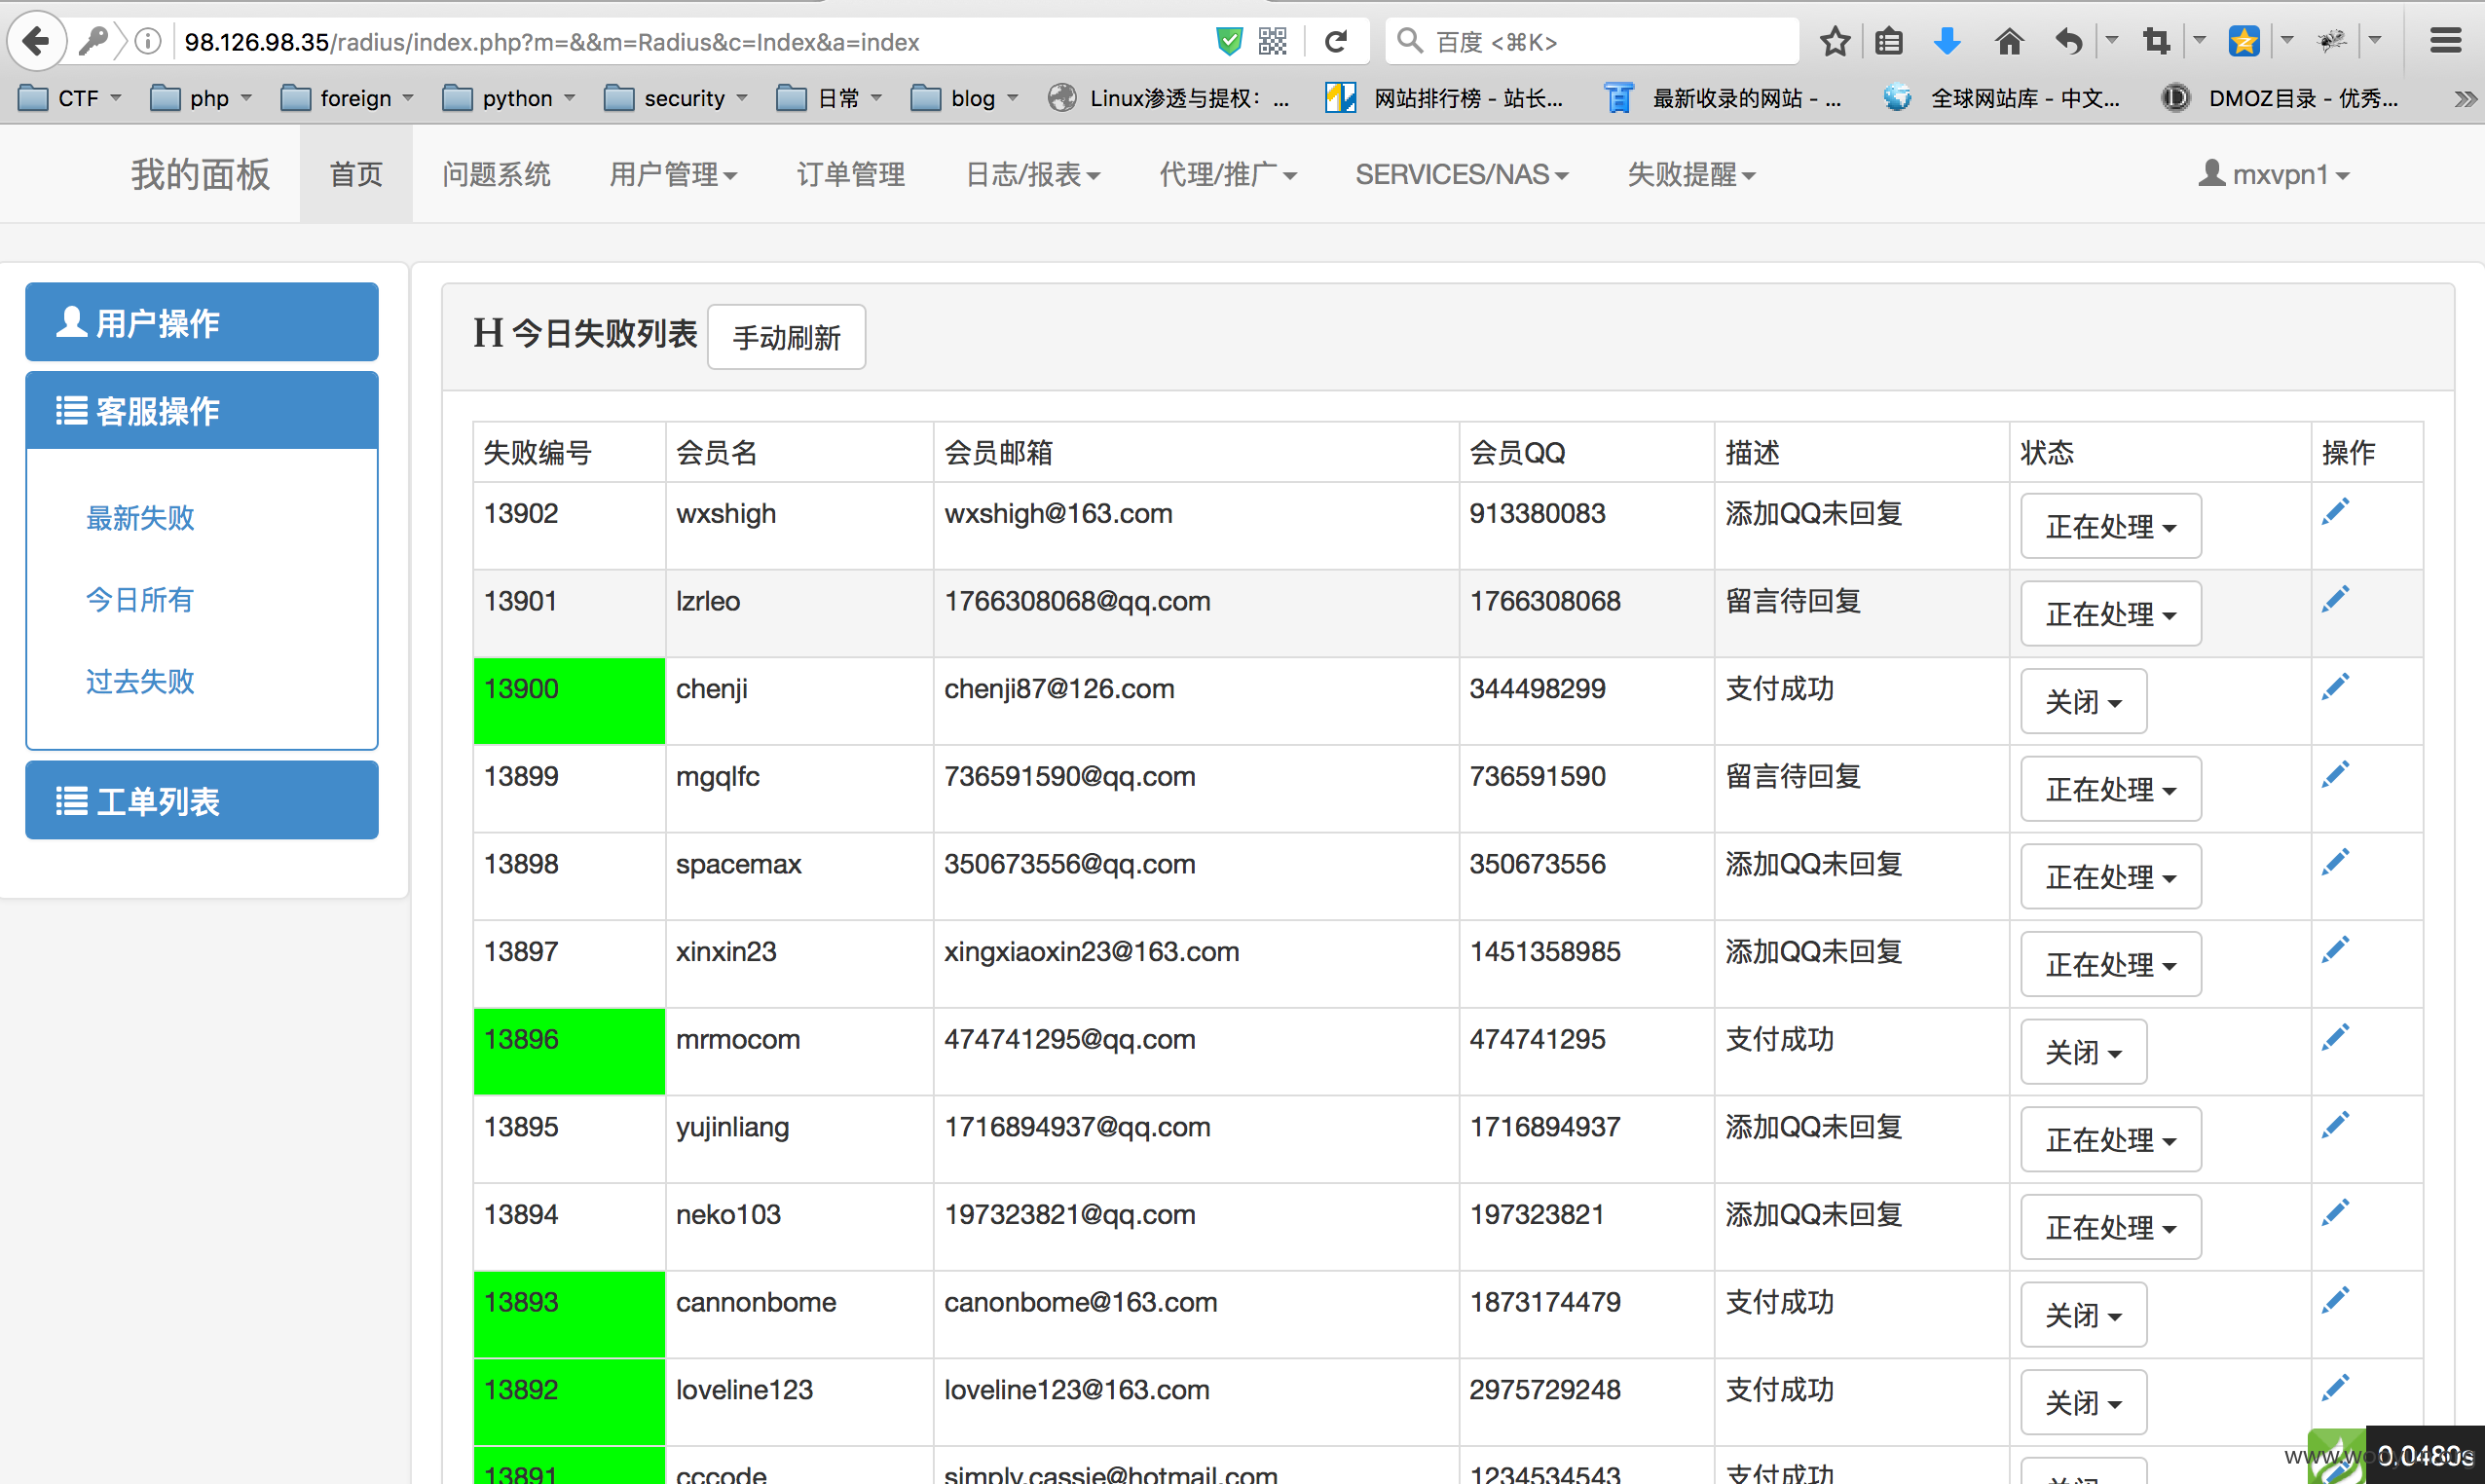 98.126.98.35/radius/index.php?m=&&m=Radius&c=Index&a=index
百度 <⌘K>
CTF php foreign python security 日常 blog Linux渗透与提权：... 网站排行榜 - 站长... 最新收录的网站 - ... 全球网站库 - 中文... DMOZ目录 - 优秀...
我的面板 首页 问题系统 用户管理 订单管理 日志/报表 代理/推广 SERVICES/NAS 失败提醒 mxvpn1
用户操作
客服操作
最新失败
今日所有
过去失败
工单列表
H 今日失败列表 手动刷新
失败编号 会员名 会员邮箱 会员QQ 描述 状态 操作
13902 wxshigh wxshigh@163.com 913380083 添加QQ未回复 正在处理
13901 lzrleo 1766308068@qq.com 1766308068 留言待回复 正在处理
13900 chenji chenji87@126.com 344498299 支付成功 关闭
13899 mgqlfc 736591590@qq.com 736591590 留言待回复 正在处理
13898 spacemax 350673556@qq.com 350673556 添加QQ未回复 正在处理
13897 xinxin23 xingxiaoxin23@163.com 1451358985 添加QQ未回复 正在处理
13896 mrmocom 474741295@qq.com 474741295 支付成功 关闭
13895 yujinliang 1716894937@qq.com 1716894937 添加QQ未回复 正在处理
13894 neko103 197323821@qq.com 197323821 添加QQ未回复 正在处理
13893 cannonbome canonbome@163.com 1873174479 支付成功 关闭
13892 loveline123 loveline123@163.com 2975729248 支付成功 关闭
13891 cccode simply.cassie@hotmail.com 1234534543 支付成功 关闭
0.0480s